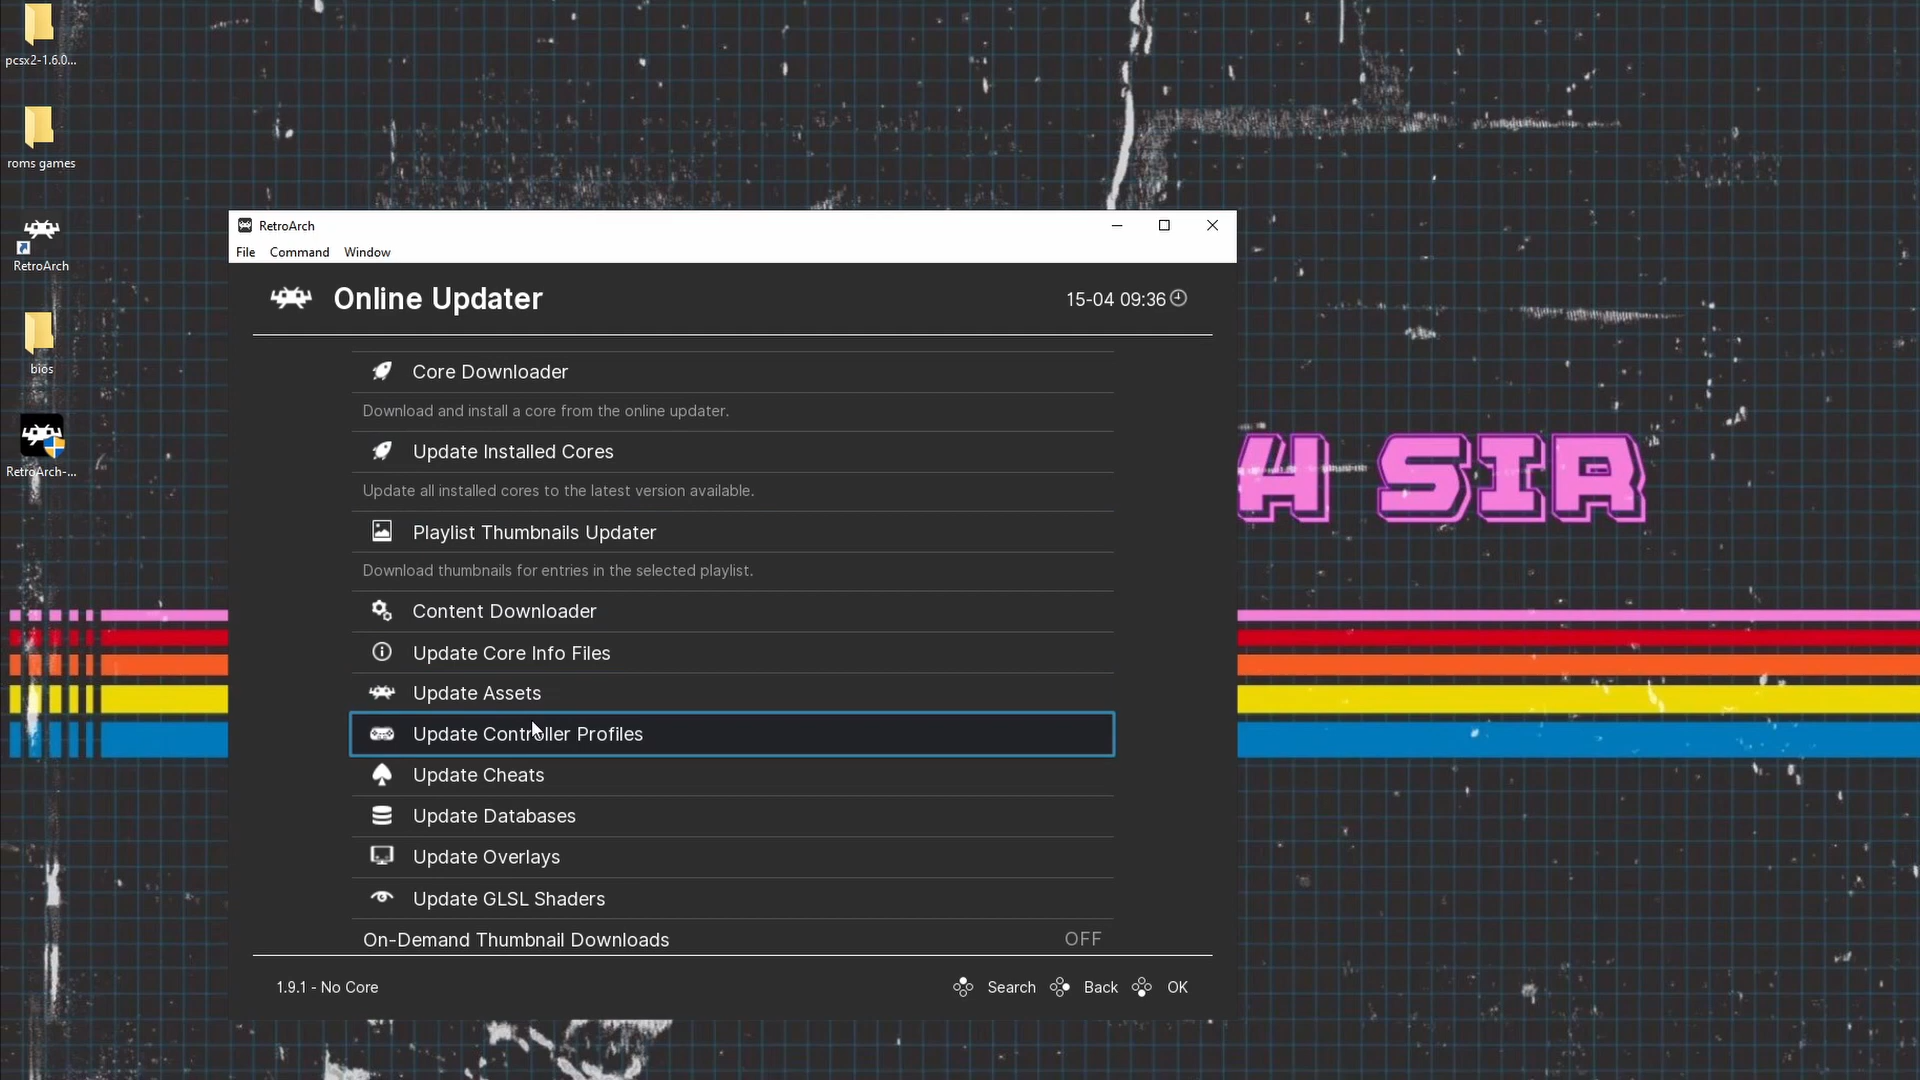 pcsx2-1.6.0...
roms games
RetroArch
bios
RetroArch-...
RetroArch
File Command Window
Online Updater
15-04 09:36
Core Downloader
Download and install a core from the online updater.
Update Installed Cores
Update all installed cores to the latest version available.
Playlist Thumbnails Updater
Download thumbnails for entries in the selected playlist.
Content Downloader
Update Core Info Files
Update Assets
Update Controller Profiles
Update Cheats
Update Databases
Update Overlays
Update GLSL Shaders
On-Demand Thumbnail Downloads OFF
1.9.1 - No Core
Search Back OK
H SIR